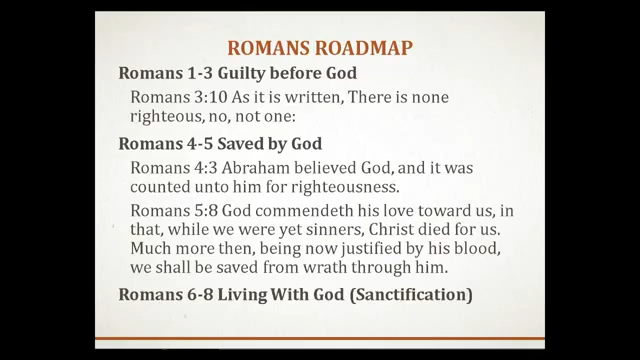 ROMANS ROADMAP
Romans 1-3 Guilty before God
Romans 3:10 As it is written, There is none
righteous, no, not one:
Romans 4-5 Saved by God
Romans 4:3 Abraham believed God, and it was
counted unto him for righteousness.
Romans 5:8 God commendeth his love toward us, in
that, while we were yet sinners, Christ died for us.
Much more then, being now justified by his blood,
we shall be saved from wrath through him.
Romans 6-8 Living With God (Sanctification)